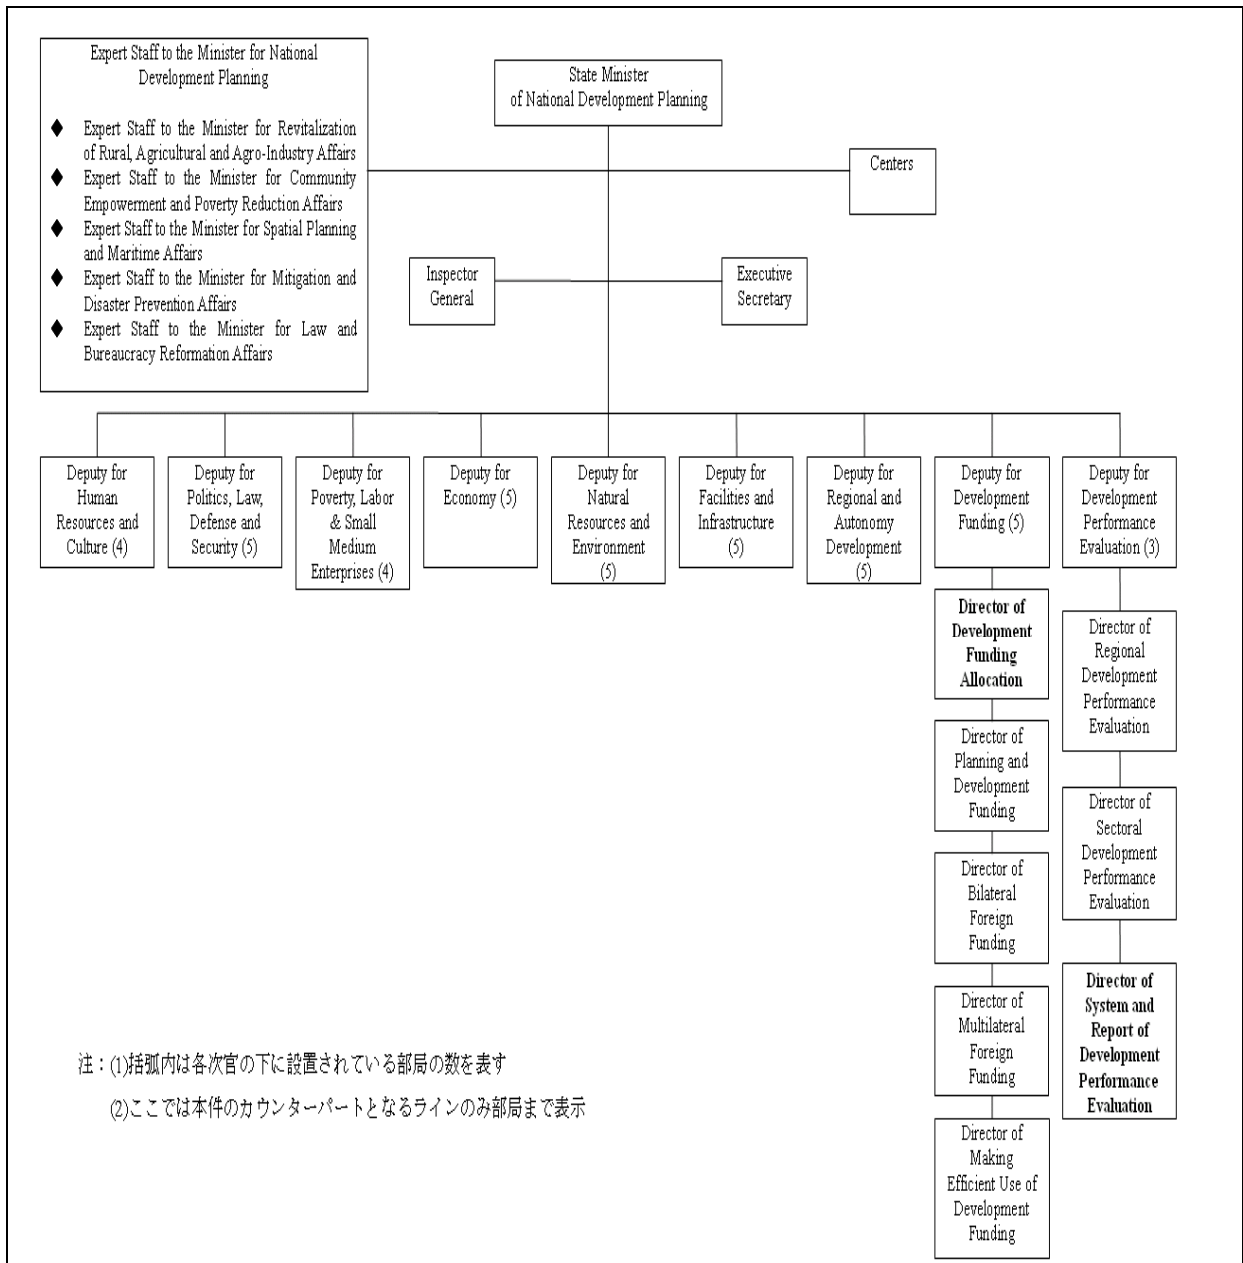 Expert Staff to the Minister for National
Development Planning
◆ Expert Staff to the Minister for Revitalization
of Rural, Agricultural and Agro-Industry Affairs
◆ Expert Staff to the Minister for Community
Empowerment and Poverty Reduction Affairs
◆ Expert Staff to the Minister for Spatial Planning
and Maritime Affairs
◆ Expert Staff to the Minister for Mitigation and
Disaster Prevention Affairs
◆ Expert Staff to the Minister for Law and
Bureaucracy Reformation Affairs
State Minister
of National Development Planning
Centers
Inspector
General
Executive
Secretary
Deputy for
Human
Resources and
Culture (4)
Deputy for
Politics, Law,
Defense and
Security (5)
Deputy for
Poverty, Labor
& Small
Medium
Enterprises (4)
Deputy for
Economy (5)
Deputy for
Natural
Resources and
Environment
(5)
Deputy for
Facilities and
Infrastructure
(5)
Deputy for
Regional and
Autonomy
Development
(5)
Deputy for
Development
Funding (5)
Deputy for
Development
Performance
Evaluation (3)
Director of
Development
Funding
Allocation
Director of
Planning and
Development
Funding
Director of
Bilateral
Foreign
Funding
Director of
Multilateral
Foreign
Funding
Director of
Making
Efficient Use of
Development
Funding
Director of
Regional
Development
Performance
Evaluation
Director of
Sectoral
Development
Performance
Evaluation
Director of
System and
Report of
Development
Performance
Evaluation
注：(1)括弧内は各次官の下に設置されている部局の数を表す
(2)ここでは本件のカウンターパートとなるラインのみ部局まで表示